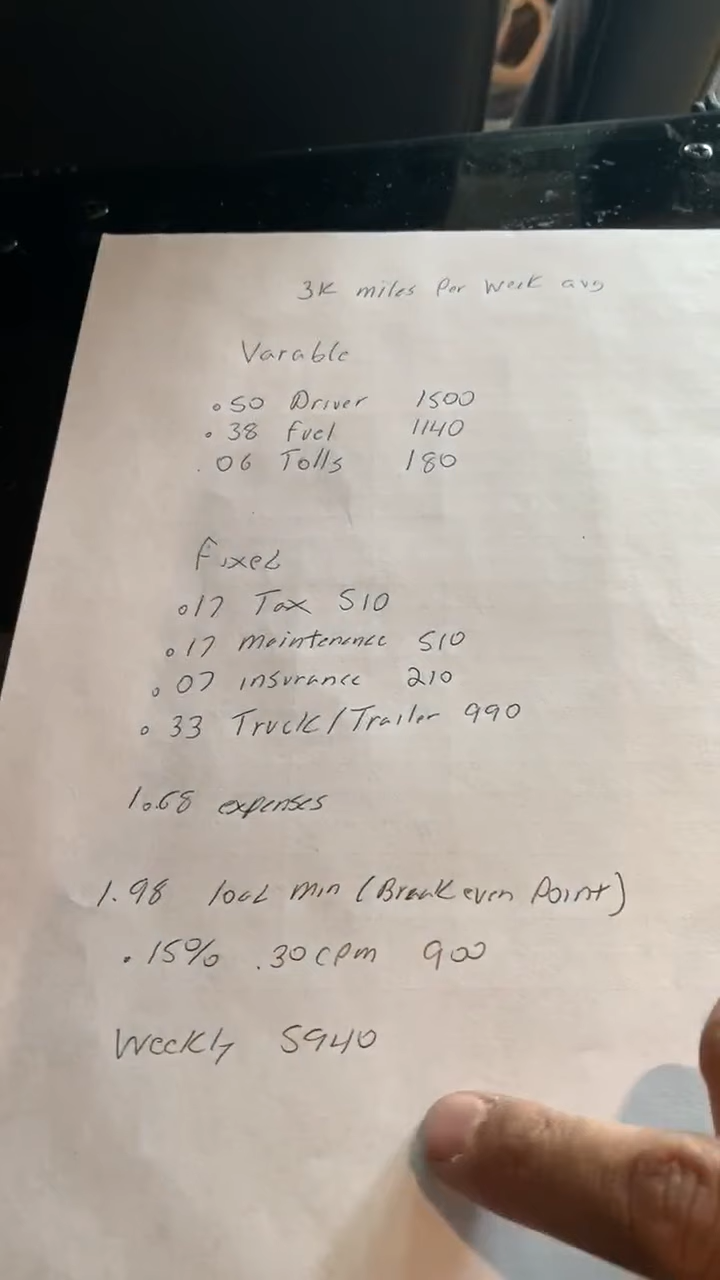 3K miles Per Week avg
Varable
.50 Driver 1500
.38 Fuel 1140
.06 Tolls 180
Fixed
.17 Tax 510
.17 Maintenence 510
.07 insurance 210
.33 Truck/Trailer 990
1.68 expenses
1.98 load min (Break even Point)
.15% .30 cpm 900
Weekly 5940